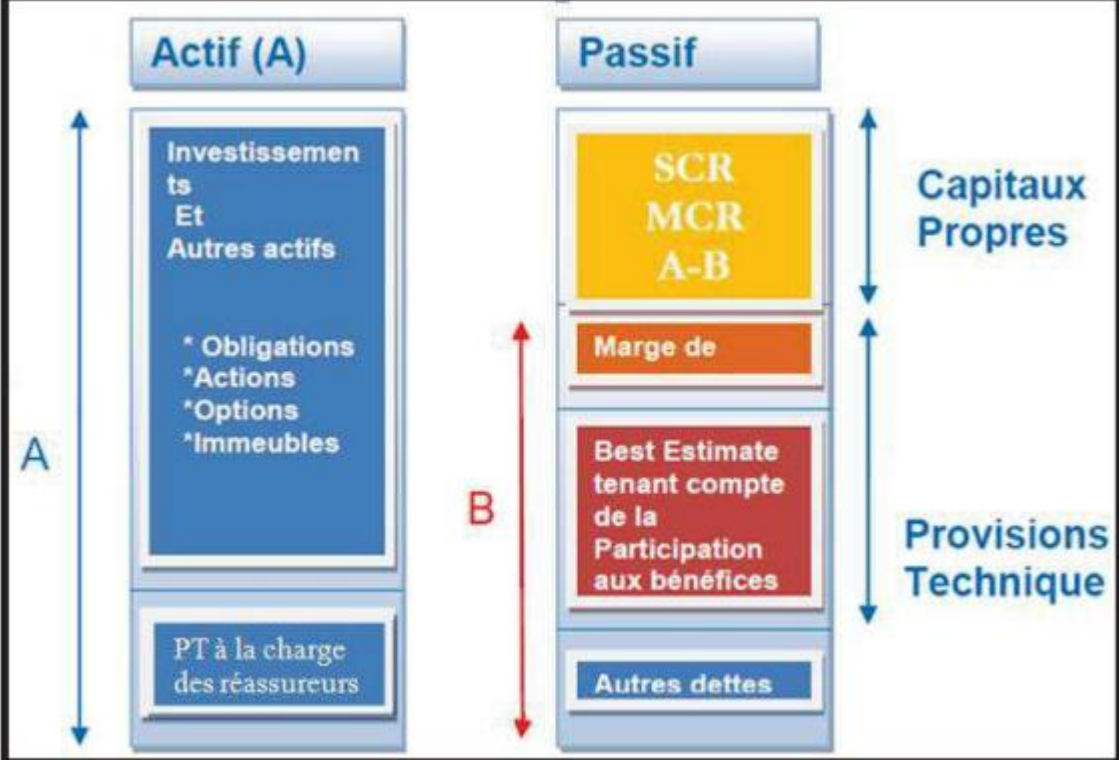 Actif (A)
Passif
A
Investissemen
ts
Et
Autres actifs
* Obligations
*Actions
*Options
*Immeubles
PT à la charge
des réassureurs
B
SCR
MCR
A-B
Marge de
Best Estimate
tenant compte
de la
Participation
aux bénéfices
Autres dettes
Capitaux
Propres
Provisions
Technique